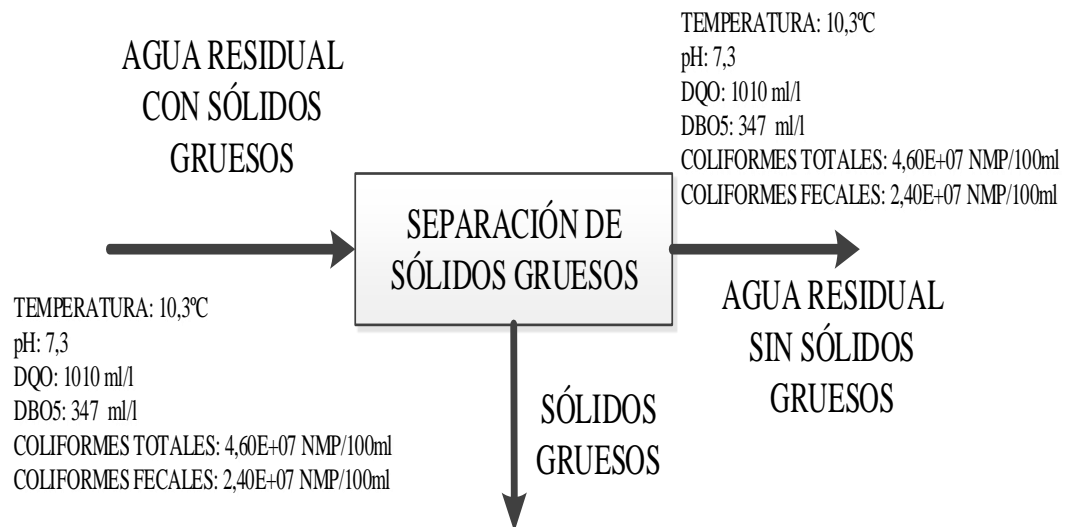 AGUA RESIDUAL
CON SÓLIDOS
GRUESOS
TEMPERATURA: 10,3ºC
pH: 7,3
DQO: 1010 ml/l
DBO5: 347 ml/l
COLIFORMES TOTALES: 4,60E+07 NMP/100ml
COLIFORMES FECALES: 2,40E+07 NMP/100ml
SEPARACIÓN DE
SÓLIDOS GRUESOS
TEMPERATURA: 10,3ºC
pH: 7,3
DQO: 1010 ml/l
DBO5: 347 ml/l
COLIFORMES TOTALES: 4,60E+07 NMP/100ml
COLIFORMES FECALES: 2,40E+07 NMP/100ml
AGUA RESIDUAL
SIN SÓLIDOS
GRUESOS
SÓLIDOS
GRUESOS